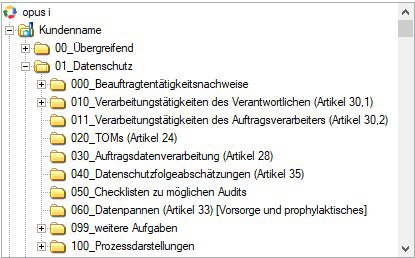 opus i
Kundenname
00_Übergreifend
01_Datenschutz
000_Beauftragtentätigkeitsnachweise
010_Verarbeitungstätigkeiten des Verantwortlichen (Artikel 30,1)
011_Verarbeitungstätigkeiten des Auftragsverarbeiters (Artikel 30,2)
020_TOMs (Artikel 24)
030_Auftragsdatenverarbeitung (Artikel 28)
040_Datenschutzfolgeabschätzungen (Artikel 35)
050_Checklisten zu möglichen Audits
060_Datenpannen (Artikel 33) [Vorsorge und prophylaktisches]
099_weitere Aufgaben
100_Prozessdarstellungen